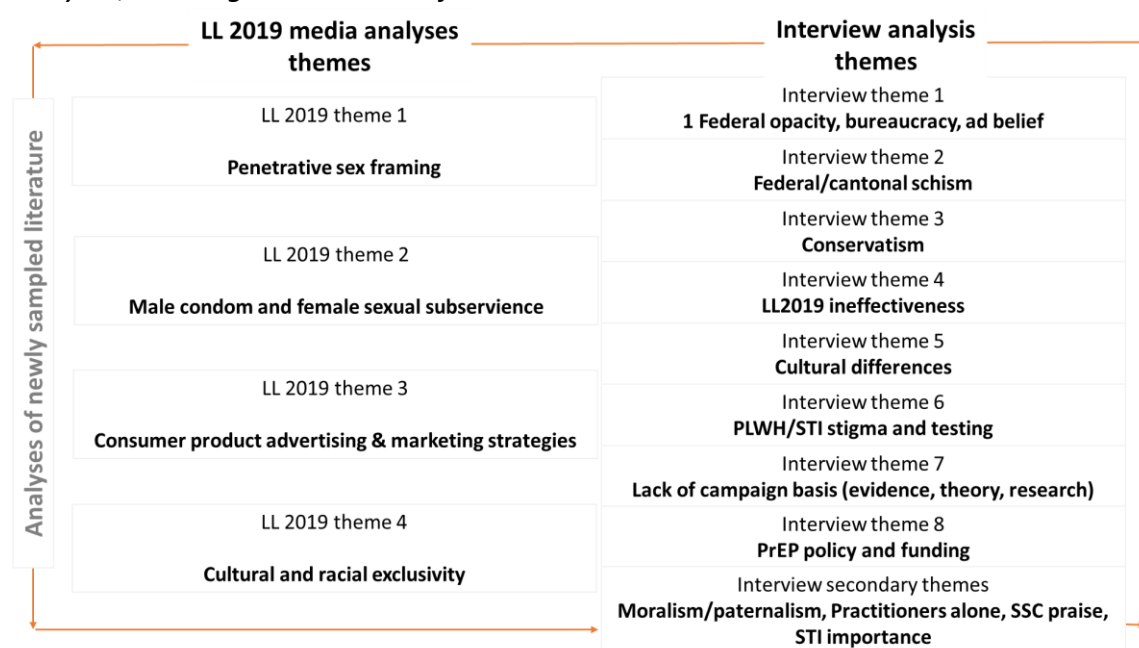 LL 2019 media analyses
themes
Interview analysis
themes
Analyses of newly sampled literature
LL 2019 theme 1
Penetrative sex framing
LL 2019 theme 2
Male condom and female sexual subservience
LL 2019 theme 3
Consumer product advertising & marketing strategies
LL 2019 theme 4
Cultural and racial exclusivity
Interview theme 1
1 Federal opacity, bureaucracy, ad belief
Interview theme 2
Federal/cantonal schism
Interview theme 3
Conservatism
Interview theme 4
LL2019 ineffectiveness
Interview theme 5
Cultural differences
Interview theme 6
PLWH/STI stigma and testing
Interview theme 7
Lack of campaign basis (evidence, theory, research)
Interview theme 8
PrEP policy and funding
Interview secondary themes
Moralism/paternalism, Practitioners alone, SSC praise,
STI importance